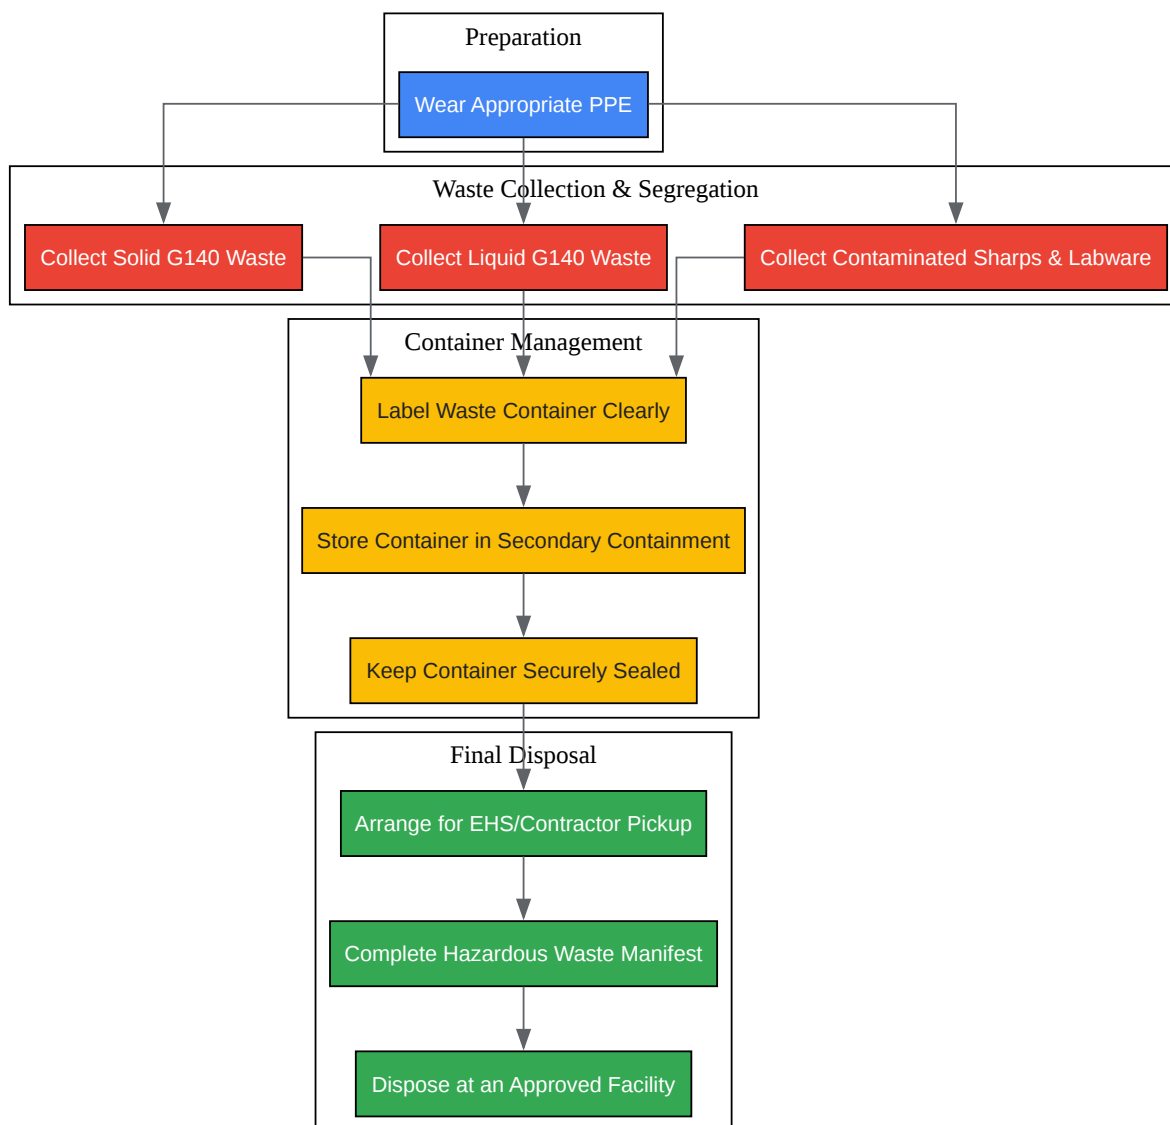 Preparation
Wear Appropriate PPE
Waste Collection & Segregation
Collect Solid G140 Waste
Collect Liquid G140 Waste
Collect Contaminated Sharps & Labware
Container Management
Label Waste Container Clearly
Store Container in Secondary Containment
Keep Container Securely Sealed
Final Disposal
Arrange for EHS/Contractor Pickup
Complete Hazardous Waste Manifest
Dispose at an Approved Facility